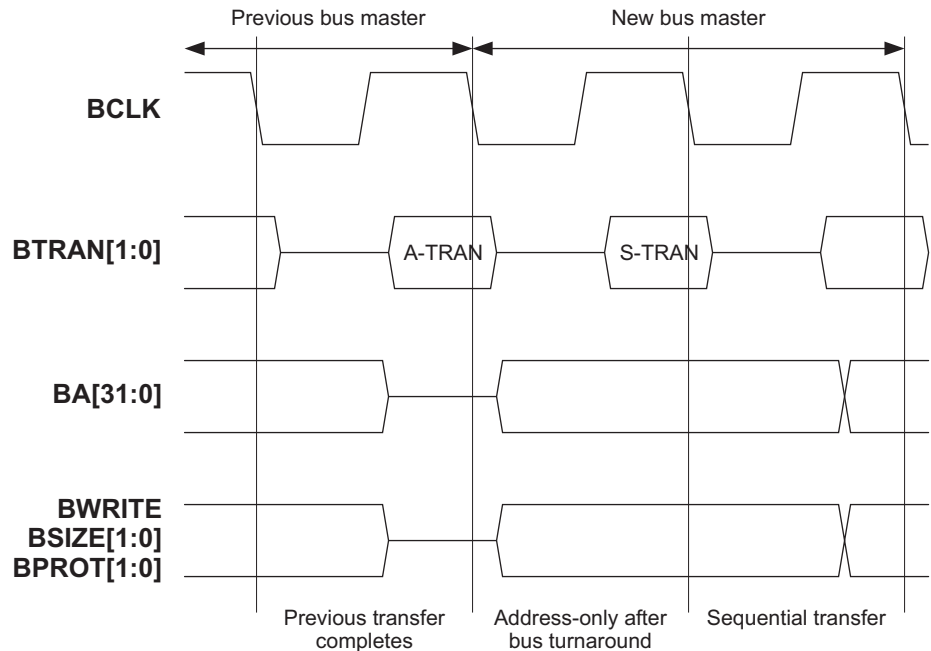 Previous bus master
New bus master
BCLK
BTRAN[1:0]
A-TRAN
S-TRAN
BA[31:0]
BWRITE
BSIZE[1:0]
BPROT[1:0]
Previous transfer
completes
Address-only after
bus turnaround
Sequential transfer